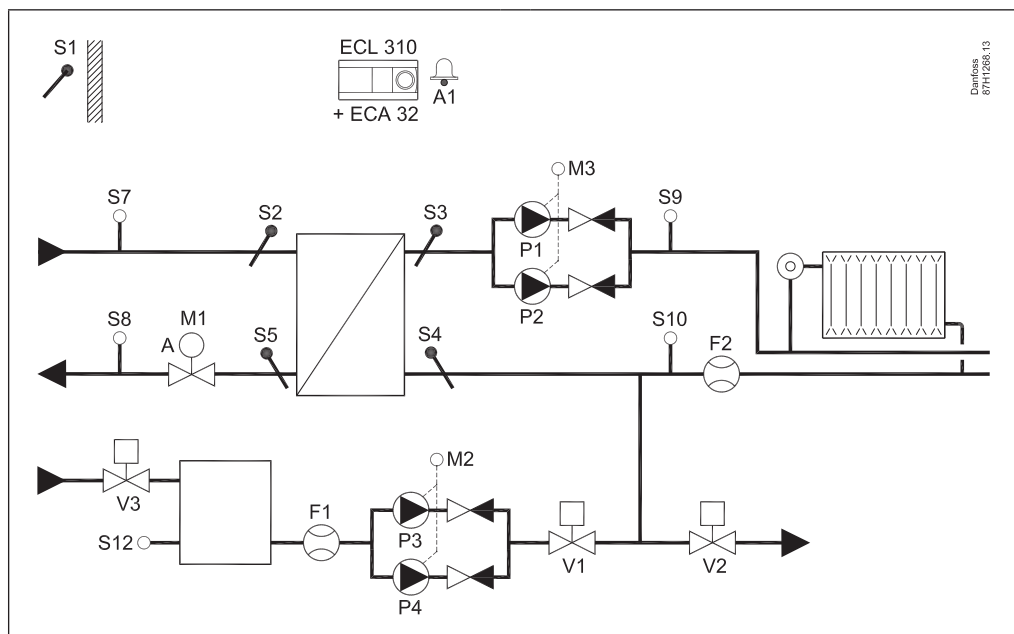 S1
ECL 310
A1
+ ECA 32
Danfoss
87H1268.13
M3
S7
S2
S3
S9
P1
P2
S8
M1
A
S5
S4
S10
F2
M2
V3
F1
P3
S12
V1
V2
P4